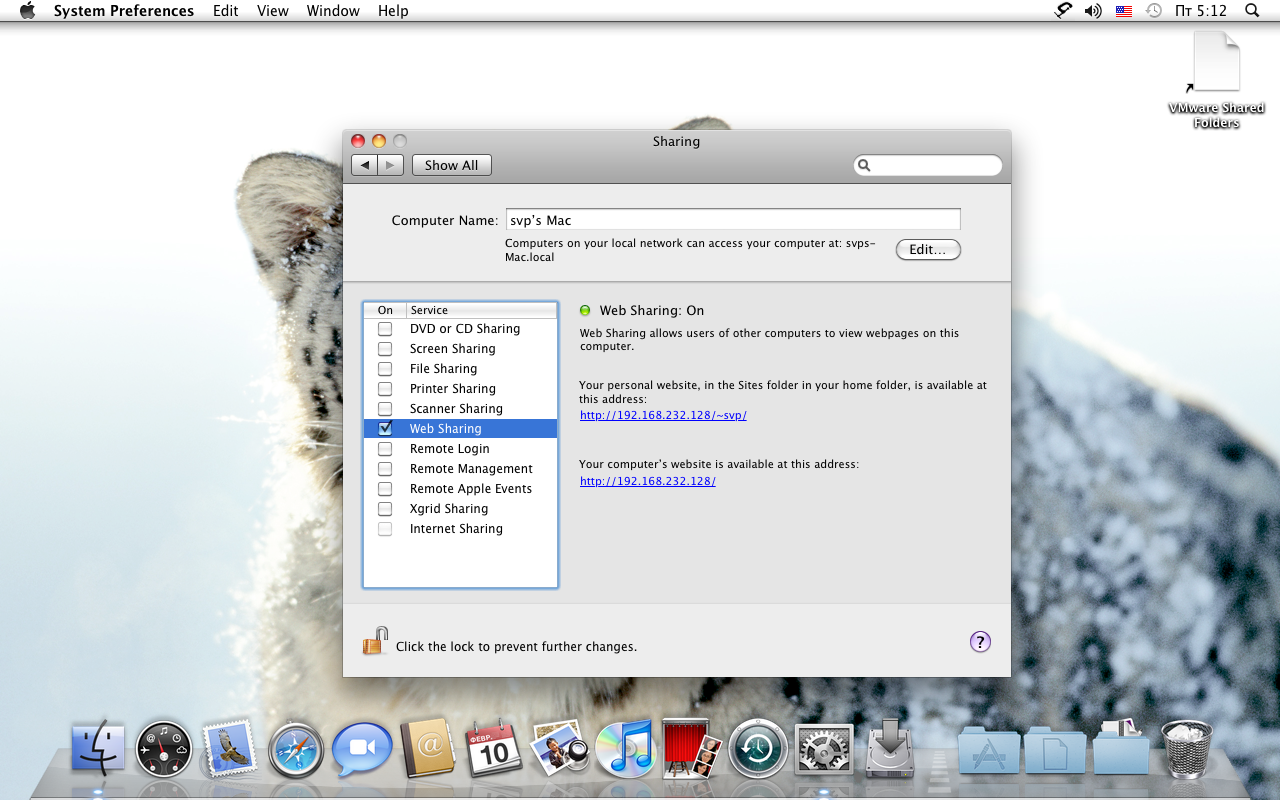 System Preferences Edit View Window Help
Пт 5:12
VMware Shared
Folders
Sharing
Show All
Computer Name: svp's Mac
Computers on your local network can access your computer at: svps-
Mac.local
Edit...
On Service
DVD or CD Sharing
Screen Sharing
File Sharing
Printer Sharing
Scanner Sharing
Web Sharing
Remote Login
Remote Management
Remote Apple Events
Xgrid Sharing
Internet Sharing
Web Sharing: On
Web Sharing allows users of other computers to view webpages on this
computer.
Your personal website, in the Sites folder in your home folder, is available at
this address:
http://192.168.232.128/~svp/
Your computer's website is available at this address:
http://192.168.232.128/
Click the lock to prevent further changes.
?
@
ФЕВР.
10